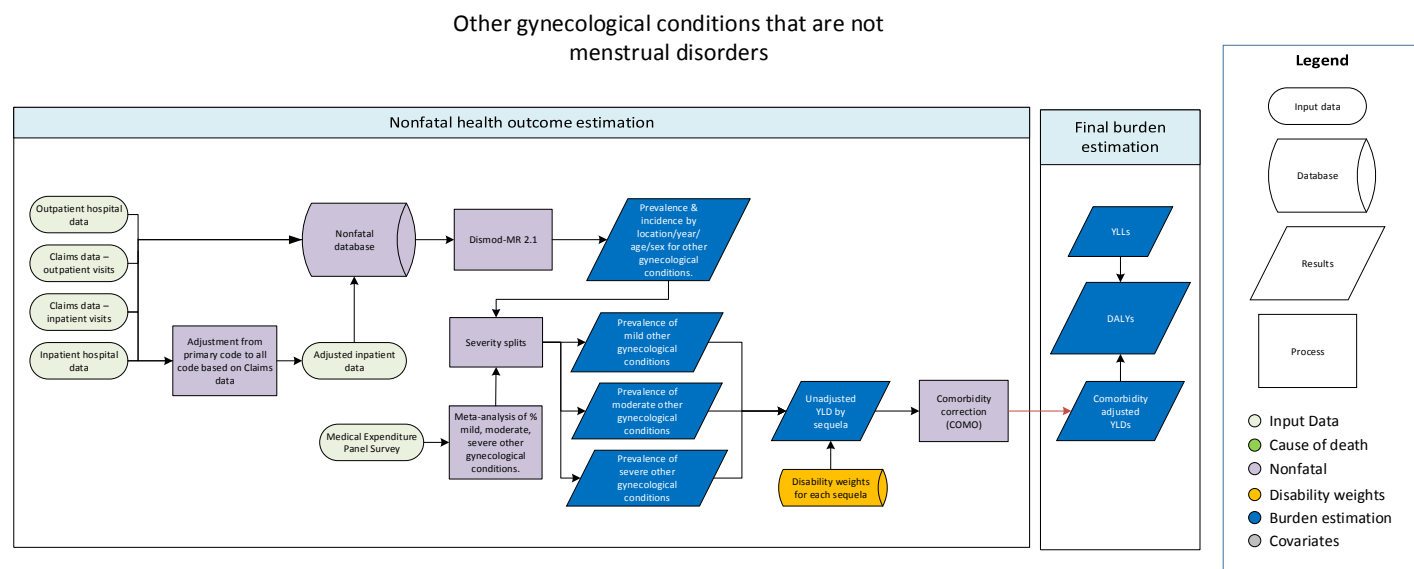 Other gynecological conditions that are not
menstrual disorders
Nonfatal health outcome estimation
Final burden
estimation
Outpatient hospital
data
Claims data –
outpatient visits
Claims data –
inpatient visits
Inpatient hospital
data
Adjustment from
primary code to all
code based on Claims
data
Adjusted inpatient
data
Nonfatal
database
Dismod-MR 2.1
Prevalence &
incidence by
location/year/
age/sex for other
gynecological
conditions.
Severity splits
Medical Expenditure
Panel Survey
Meta-analysis of %
mild, moderate,
severe other
gynecological
conditions.
Prevalence of
mild other
gynecological
conditions
Prevalence of
moderate other
gynecological
conditions
Prevalence of
severe other
gynecological
conditions
Unadjusted
YLD by
sequela
Disability weights
for each sequela
Comorbidity
correction
(COMO)
YLLs
DALYs
Comorbidity
adjusted
YLDs
Legend
Input data
Database
Results
Process
Input Data
Cause of death
Nonfatal
Disability weights
Burden estimation
Covariates